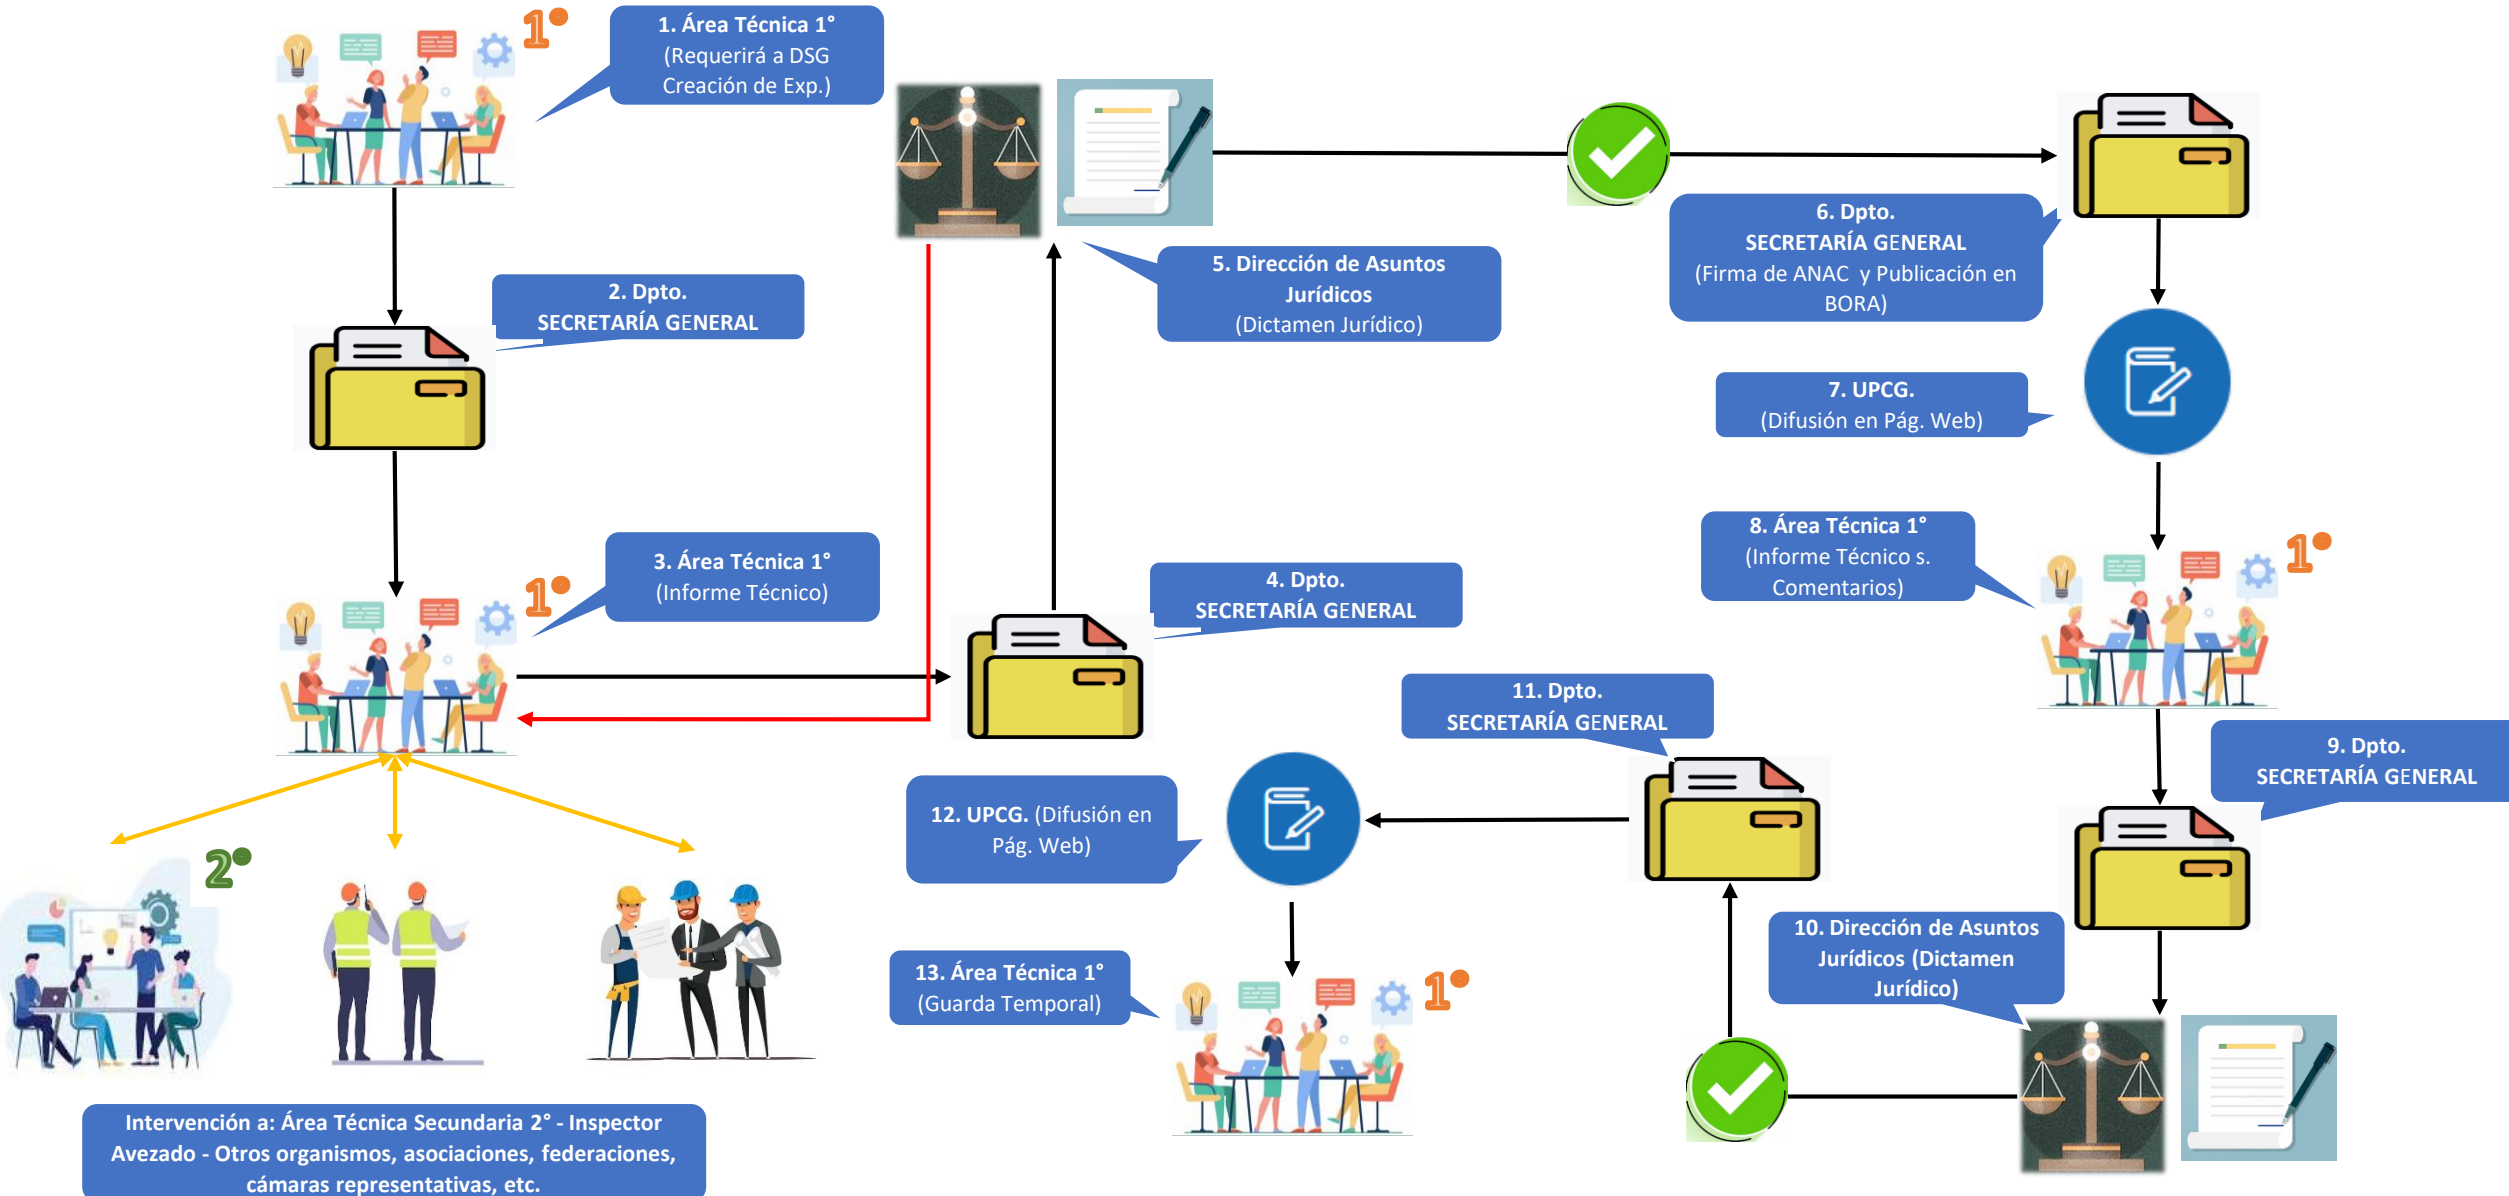 1°
1. Área Técnica 1°
(Requerirá a DSG
Creación de Exp.)
2. Dpto.
SECRETARÍA GENERAL
1°
3. Área Técnica 1°
(Informe Técnico)
4. Dpto.
SECRETARÍA GENERAL
5. Dirección de Asuntos
Jurídicos
(Dictamen Jurídico)
6. Dpto.
SECRETARÍA GENERAL
(Firma de ANAC y Publicación en
BORA)
7. UPCG.
(Difusión en Pág. Web)
8. Área Técnica 1°
(Informe Técnico s.
Comentarios)
1°
9. Dpto.
SECRETARÍA GENERAL
10. Dirección de Asuntos
Jurídicos (Dictamen
Jurídico)
11. Dpto.
SECRETARÍA GENERAL
12. UPCG. (Difusión en
Pág. Web)
13. Área Técnica 1°
(Guarda Temporal)
1°
2°
Intervención a: Área Técnica Secundaria 2° - Inspector
Avezado - Otros organismos, asociaciones, federaciones,
cámaras representativas, etc.